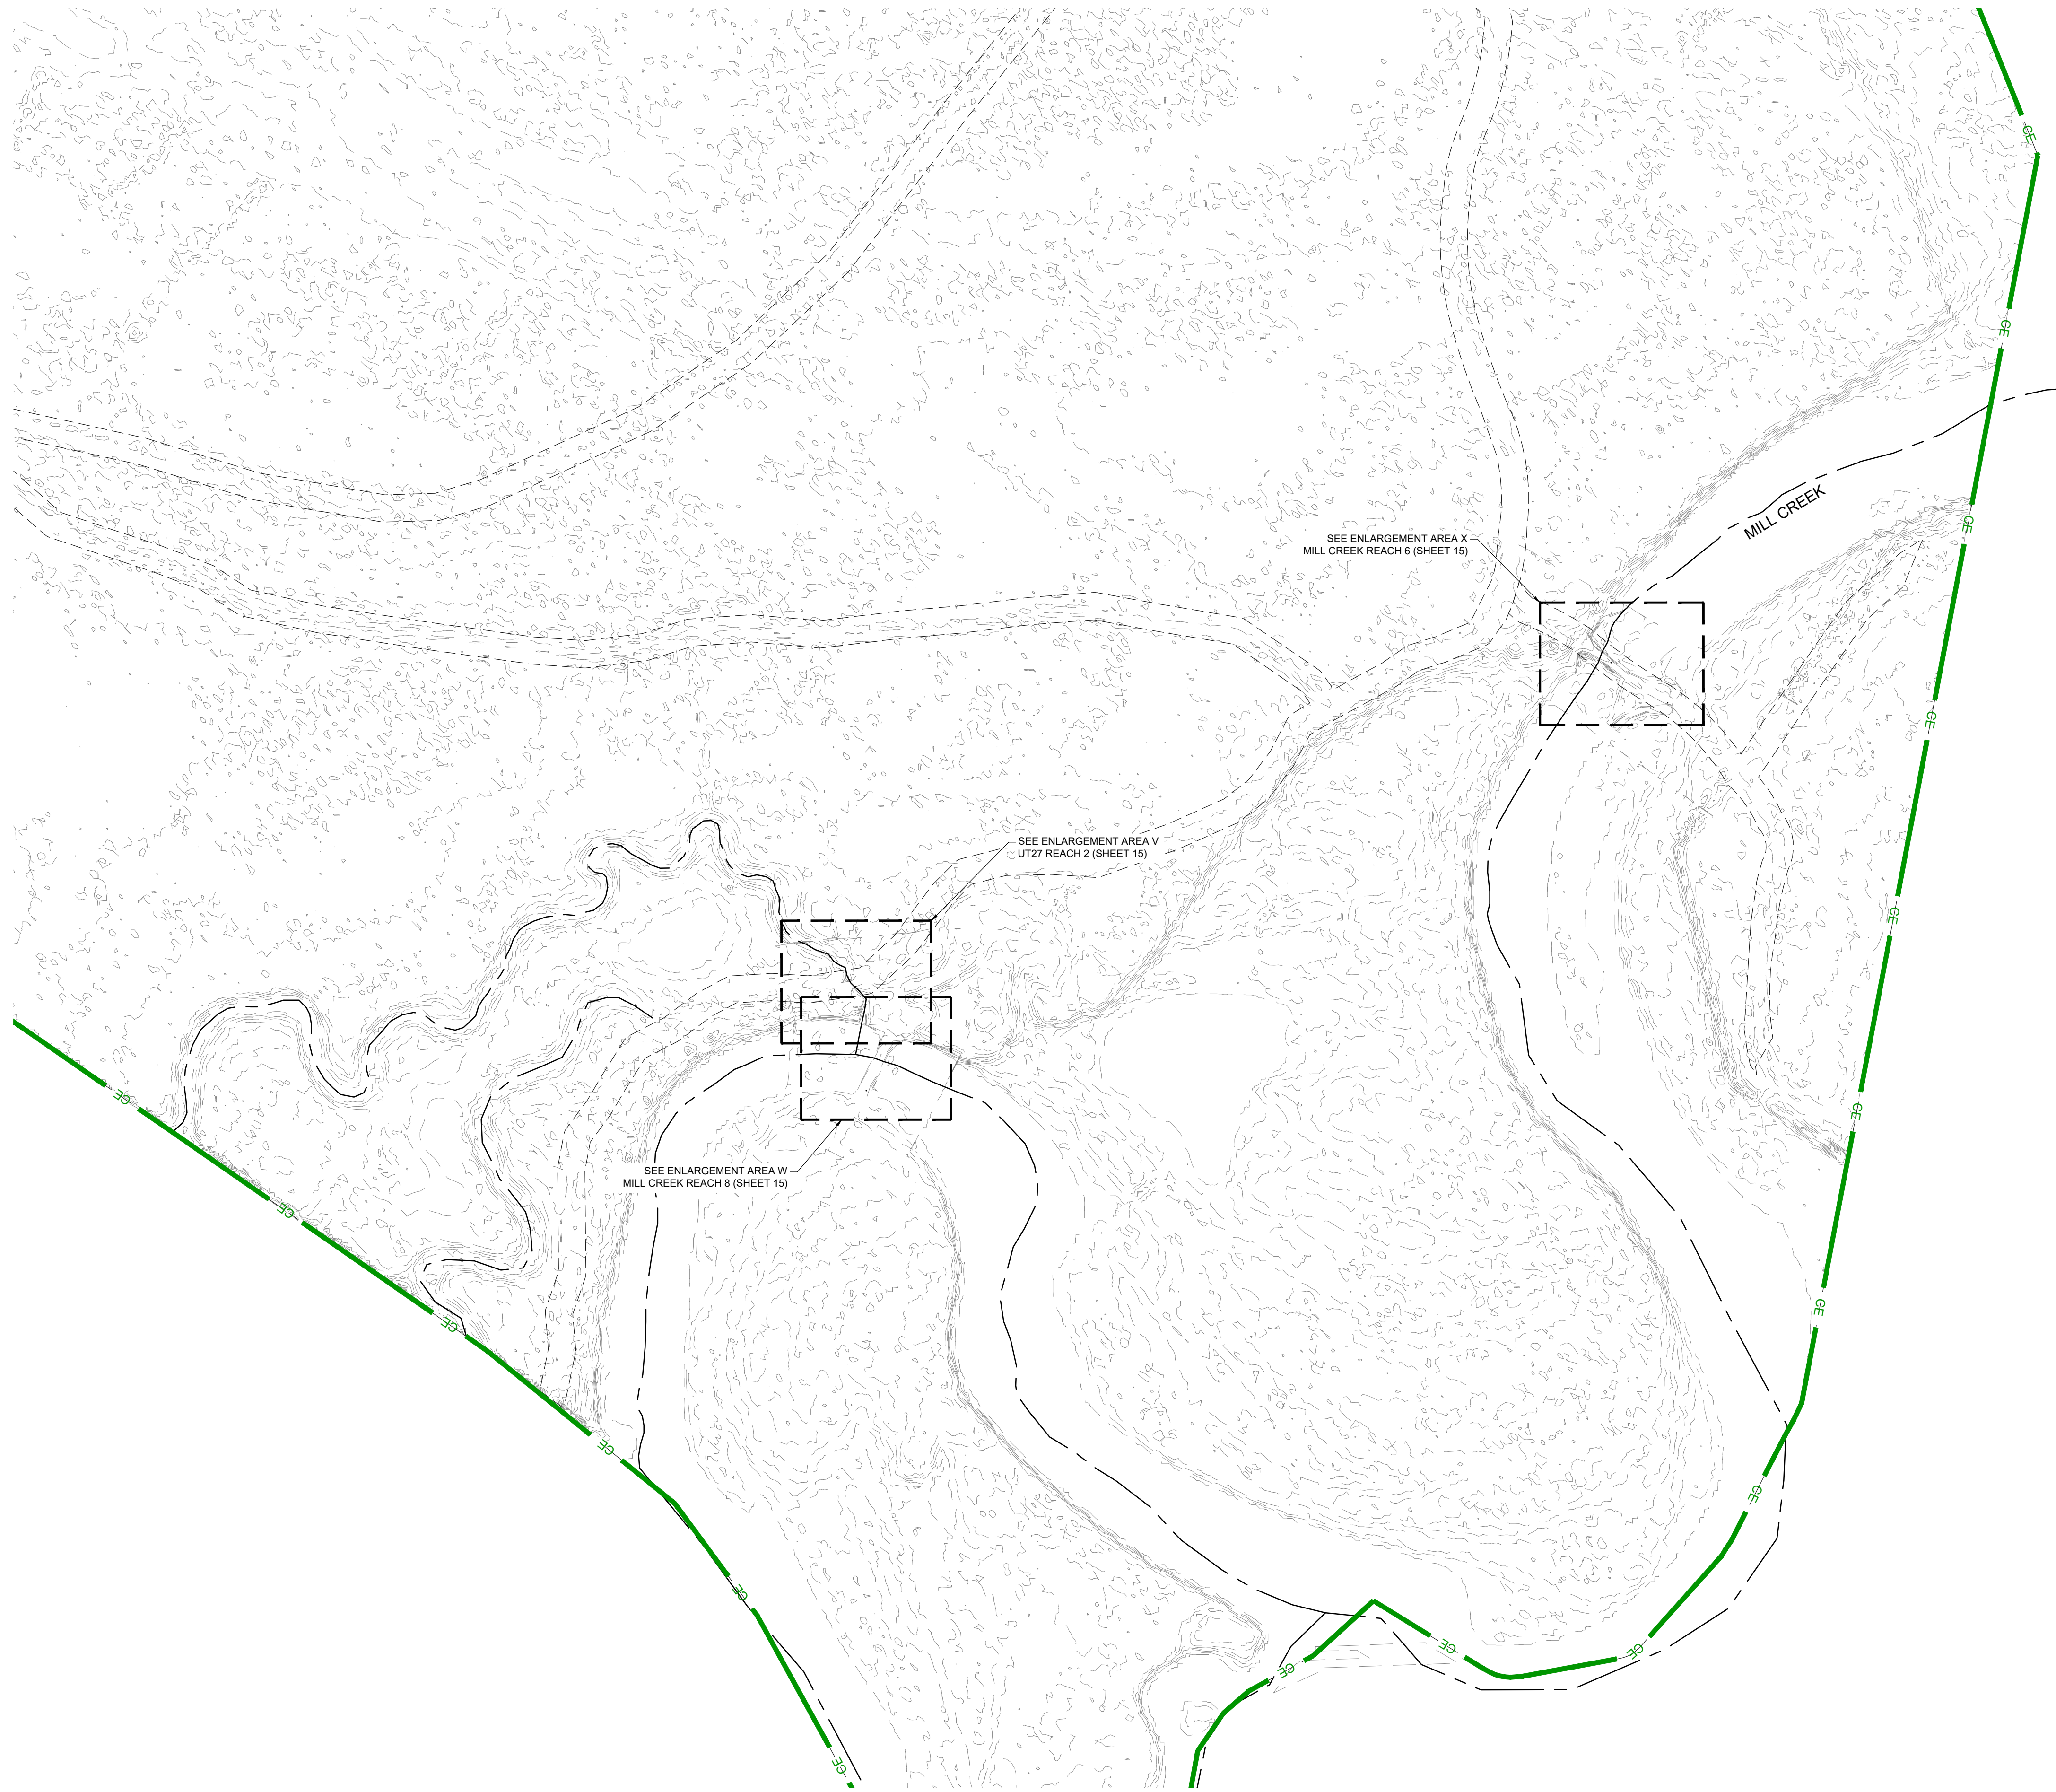 CE
CE
MILL CREEK
CE
SEE ENLARGEMENT AREA X
MILL CREEK REACH 6 (SHEET 15)
CE
SEE ENLARGEMENT AREA V
UT27 REACH 2 (SHEET 15)
CE
CE
CE
SEE ENLARGEMENT AREA W
MILL CREEK REACH 8 (SHEET 15)
CE
CE
CE
CE
CE
CE
CE
CE
CE
CE